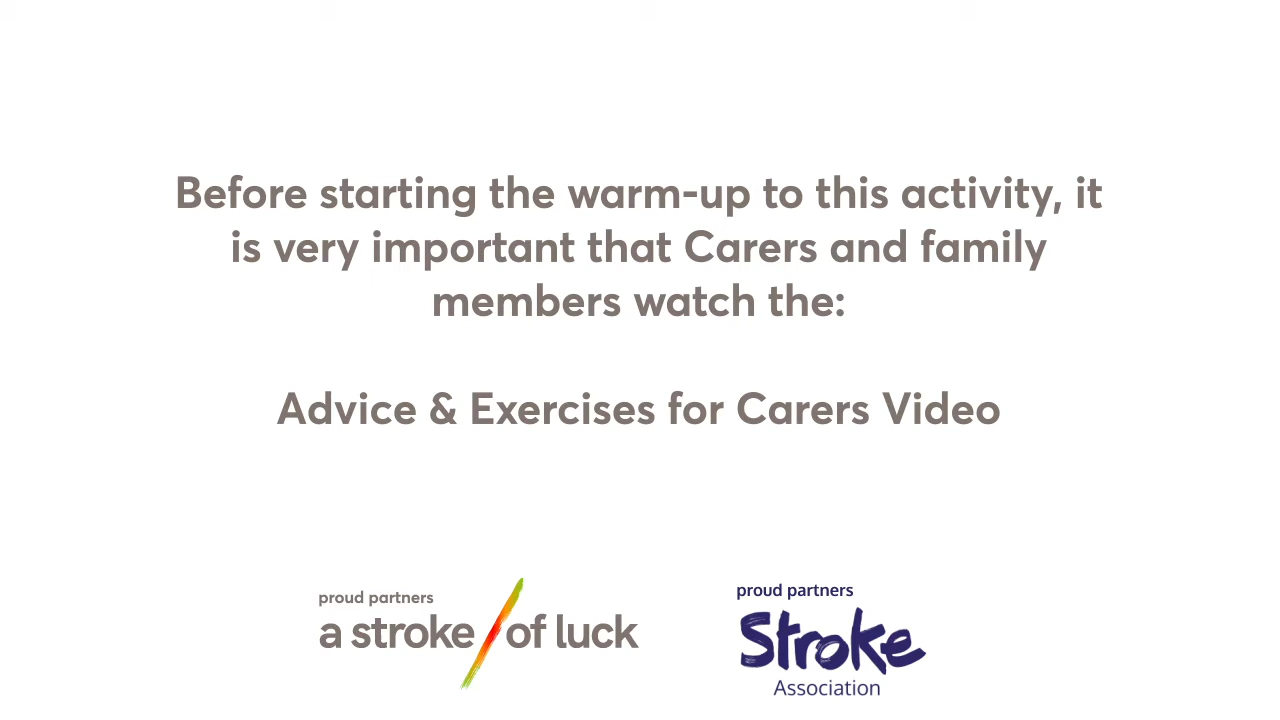 Before starting the warm-up to this activity, it
is very important that Carers and family
members watch the:
Advice & Exercises for Carers Video
proud partners
a stroke of luck
proud partners
Stroke
Association